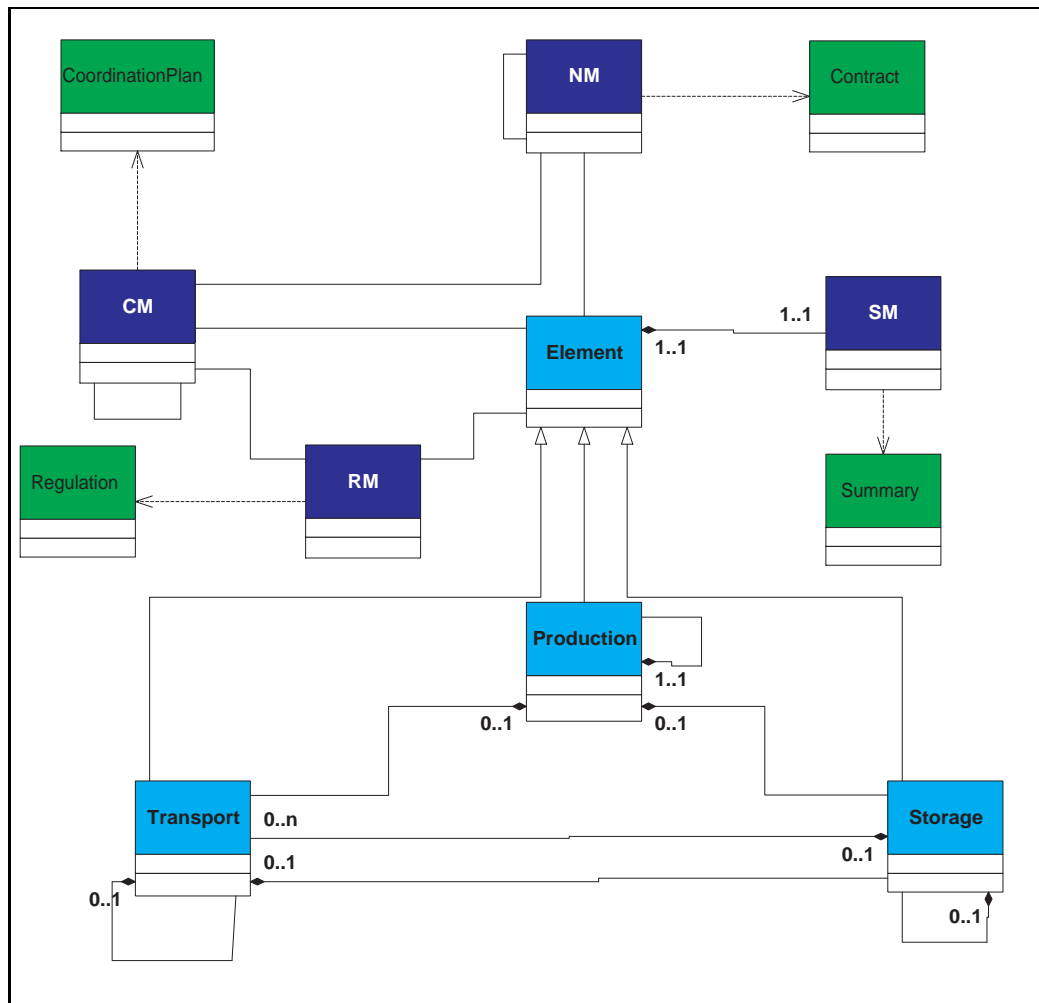 CoordinationPlan
NM
Contract
CM
1..1
SM
Element
1..1
Regulation
RM
Summary
Production
1..1
0..1
0..1
Transport
0..n
Storage
0..1
0..1
0..1
0..1